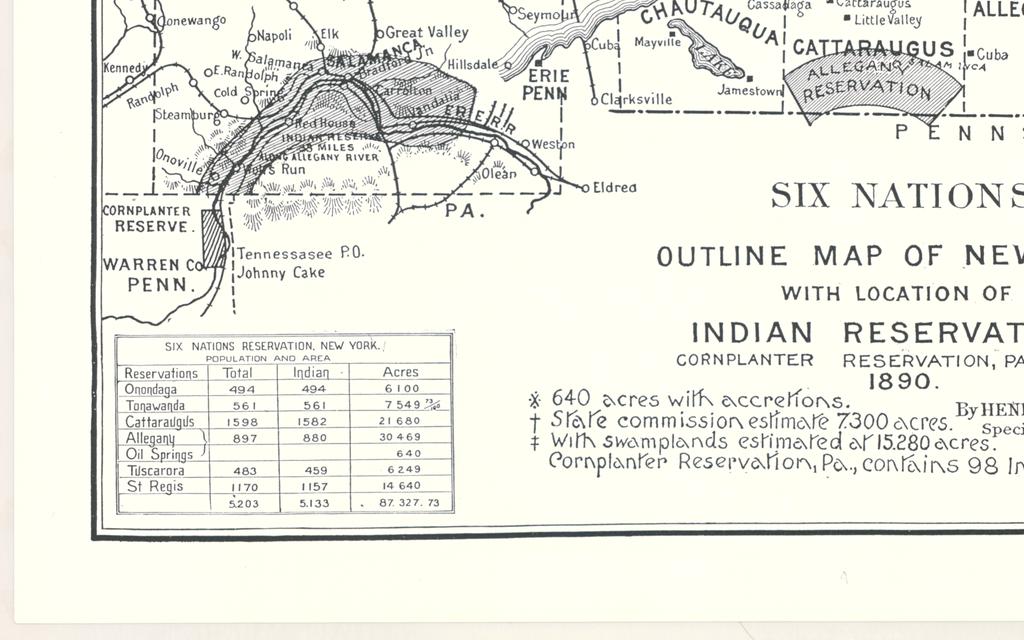 Conewango
Napoli
Elk
Great Valley
Seymour
W. Salamanca
SALAMANCA
Bradford
Kennedy
E. Randolph
Cold Spring
Randolph
Steamburg
Carrolton
Vandalia
Hillsdale
ERIE
PENN
Cuba
Clarksville
Red House
INDIAN RESERVE
35 MILES
ALONG ALLEGANY RIVER
Onoville
Run
ER
ERR
Weston
Olean
Eldred
PA.
CORNPLANTER
RESERVE.
WARREN Co
PENN.
Tennessasee P.O.
Johnny Cake
CHAUTAUQUA
LAKE
Mayville
Jamestown
Cassadaga
Cattaraugus
Little Valley
CATTARAUGUS
ALLEGANY
RESERVATION
SALAMANCA
ALLEG
Cuba
PENNS
SIX NATIONS
OUTLINE MAP OF NEW
WITH LOCATION OF
INDIAN RESERVAT
CORNPLANTER RESERVATION, PA
1890.
By HEN
Speci
※ 640 acres with accretions.
† State commission estimate 7.300 acres.
‡ With swamplands estimated at 15.280 acres.
Cornplanter Reservation, Pa., contains 98 In
SIX NATIONS RESERVATION, NEW YORK.
POPULATION AND AREA
Reservations Total Indian Acres
Onondaga 494 494 6100
Tonawanda 561 561 7549 73/100
Cattaraugus 1598 1582 21680
Allegany 897 880 30469
Oil Springs 640
Tuscarora 483 459 6249
St Regis 1170 1157 14640
5.203 5.133 87.327.73